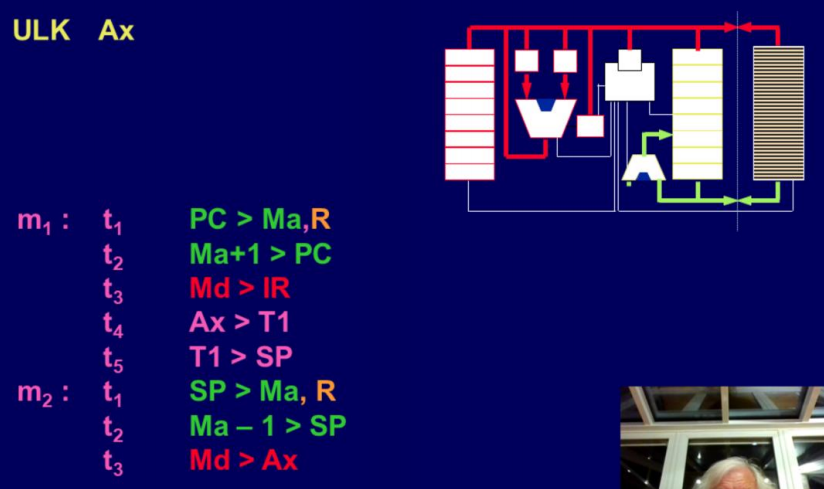 ULK Ax
m₁ : t₁ PC > Ma,R
t₂ Ma+1 > PC
t₃ Md > IR
t₄ Ax > T1
t₅ T1 > SP
m₂ : t₁ SP > Ma, R
t₂ Ma – 1 > SP
t₃ Md > Ax